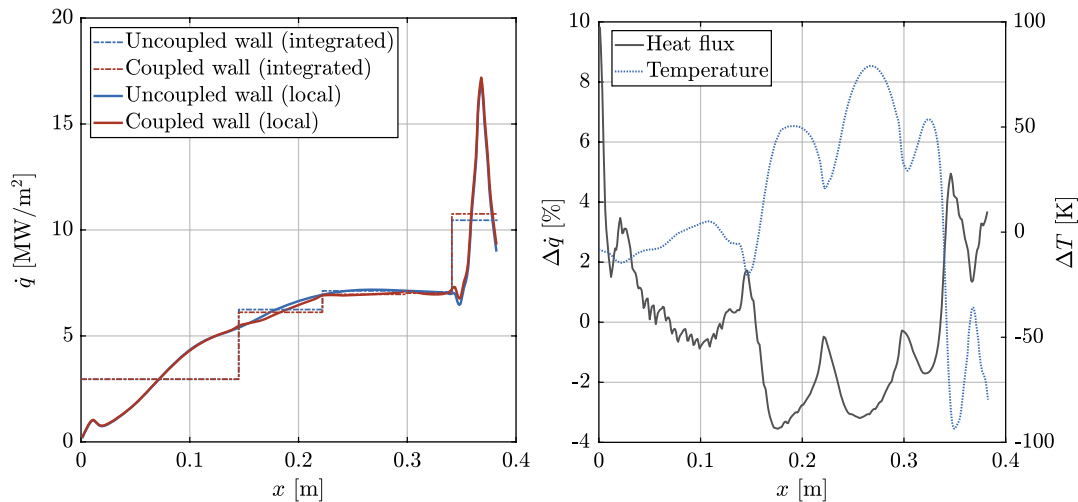 20
15
10
5
0
0
0.1
0.2
0.3
0.4
x [m]
q̇ [MW/m²]
Uncoupled wall (integrated)
Coupled wall (integrated)
Uncoupled wall (local)
Coupled wall (local)
10
8
6
4
2
0
-2
-4
0
0.1
0.2
0.3
0.4
x [m]
Δq̇ [%]
Heat flux
Temperature
100
50
0
-50
-100
ΔT [K]